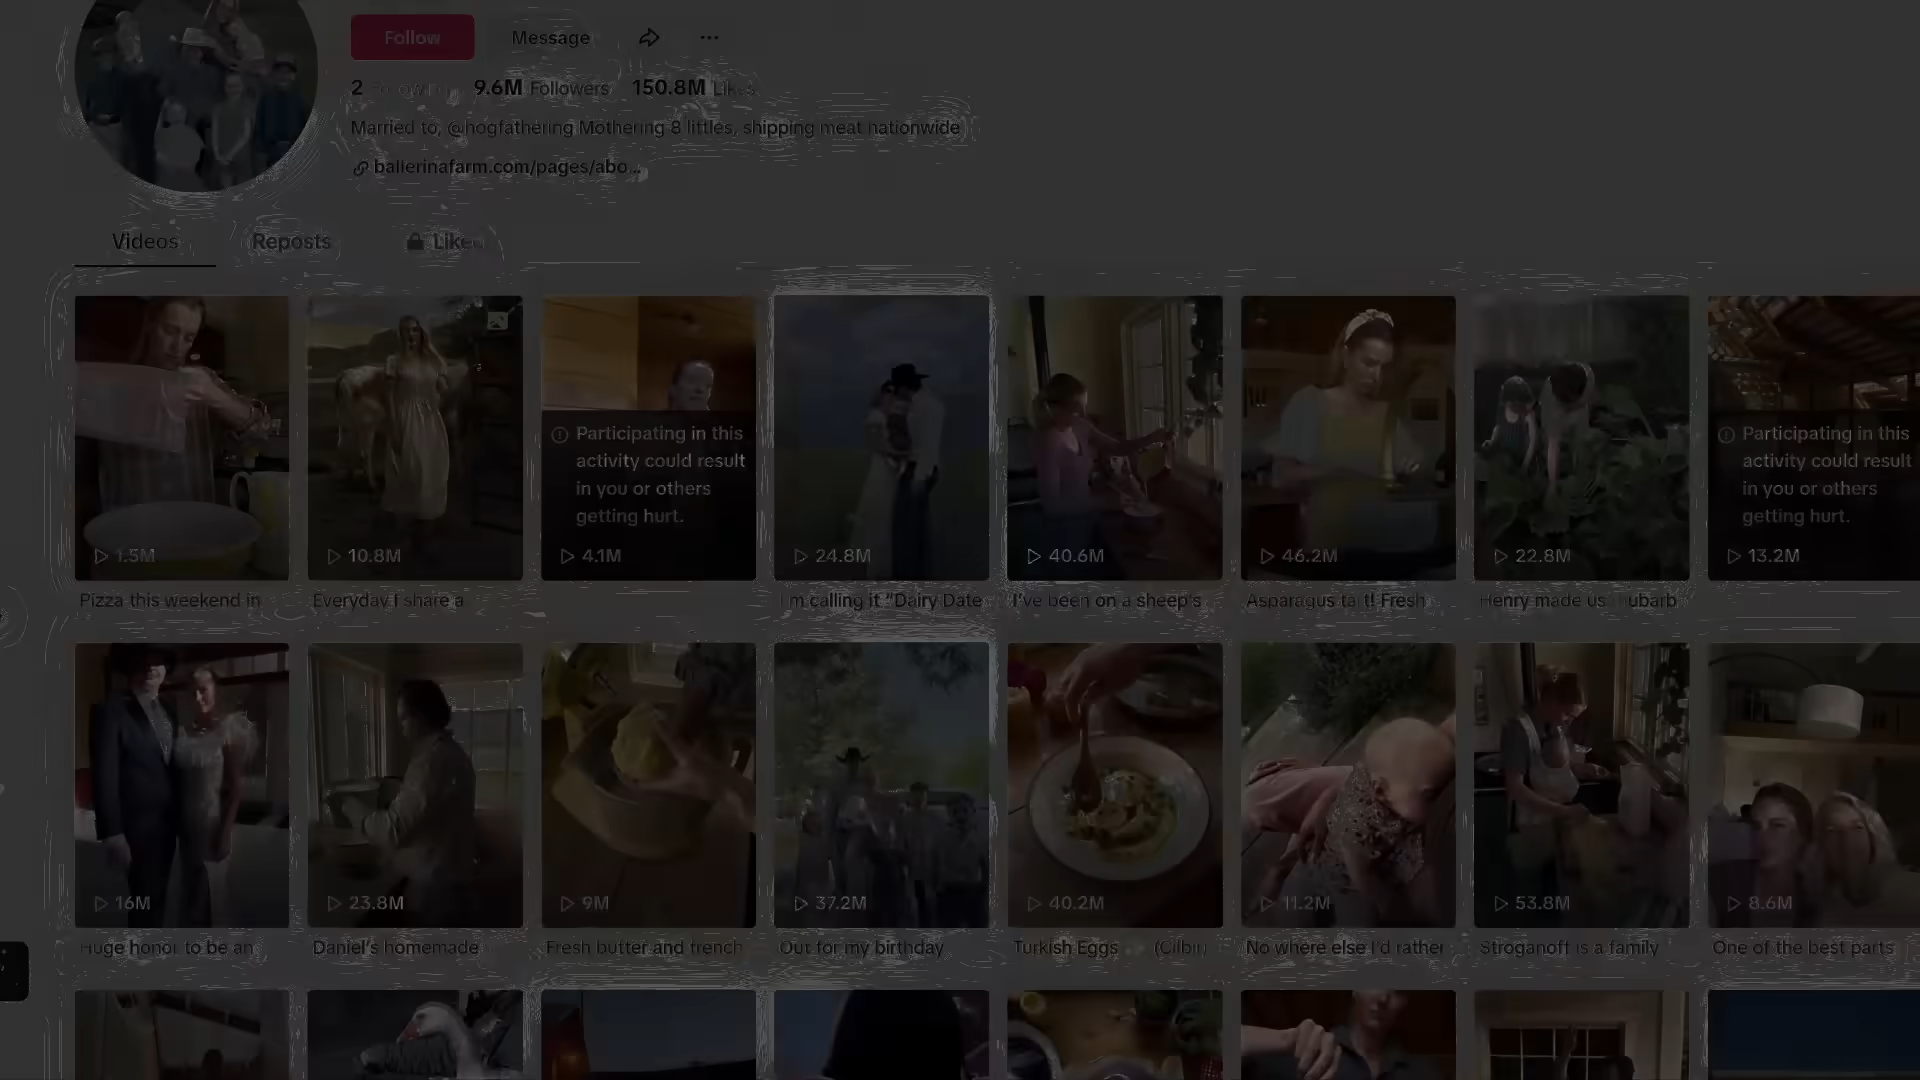 Follow Message
2 9.6M Followers 150.8M Likes
Married to, @hogfathering Mothering 8 littles, shipping meat nationwide
ballerinafarm.com/pages/abo...
Videos Reposts Liked
Participating in this
activity could result
in you or others
getting hurt.
Participating in this
activity could result
in you or others
getting hurt.
1.5M 10.8M 4.1M 24.8M 40.6M 46.2M 22.8M 13.2M
Pizza this weekend in Everyday I share a I'm calling it "Dairy Date I've been on a sheep's Asparagus Fresh Henry made us
16M 23.8M 9M 37.2M 40.2M 11.2M 53.8M 8.6M
Huge honor to be an Daniel's homemade Fresh butter and french Out for my birthday Turkish Eggs (Cilbir) No where else I'd rather Stroganoff is a family One of the best parts